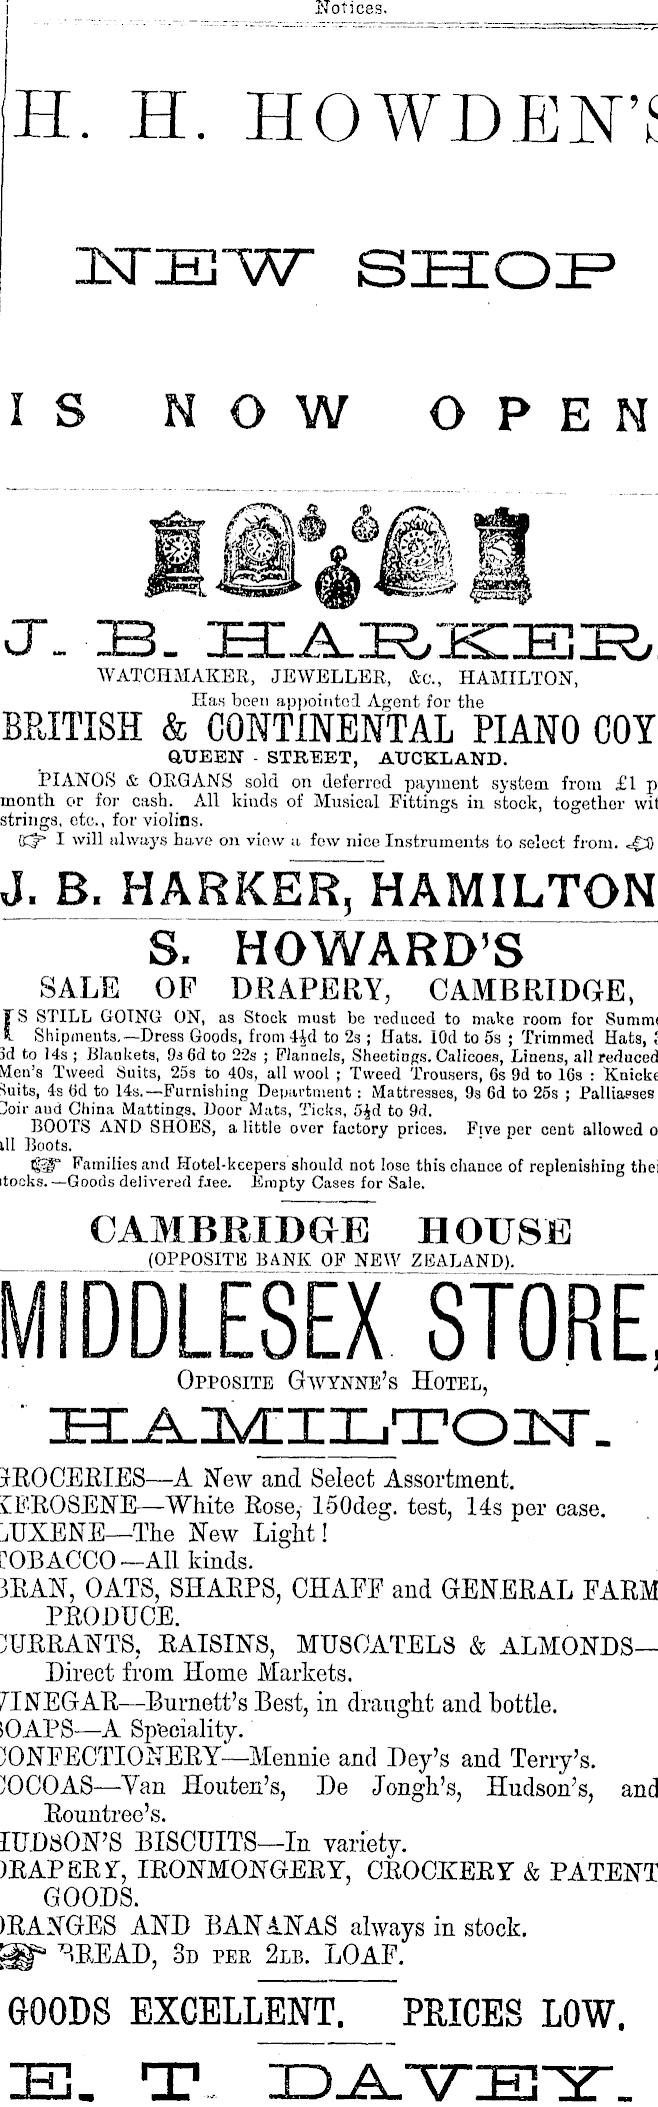 Notices.
H. H. HOWDEN'S
NEW SHOP
IS NOW OPEN
J. B. HARKER,
WATCHMAKER, JEWELLER, &c., HAMILTON,
Has been appointed Agent for the
BRITISH & CONTINENTAL PIANO COY
QUEEN - STREET, AUCKLAND.
PIANOS & ORGANS sold on deferred payment system from £1 p
month or for cash. All kinds of Musical Fittings in stock, together wit
strings, etc., for violins.
☞ I will always have on view a few nice Instruments to select from. ☜
J. B. HARKER, HAMILTON
S. HOWARD'S
SALE OF DRAPERY, CAMBRIDGE,
IS STILL GOING ON, as Stock must be reduced to make room for Summe
Shipments.—Dress Goods, from 4½d to 2s ; Hats. 10d to 5s ; Trimmed Hats,
6d to 14s ; Blankets, 9s 6d to 22s ; Flannels, Sheetings. Calicoes, Linens, all reduced
Men's Tweed Suits, 25s to 40s, all wool ; Tweed Trousers, 6s 9d to 16s : Knicke
Suits, 4s 6d to 14s.—Furnishing Department : Mattresses, 9s 6d to 25s ; Palliasses
Coir and China Mattings. Door Mats, Ticks, 5½d to 9d.
BOOTS AND SHOES, a little over factory prices. Five per cent allowed o
all Boots.
☞ Families and Hotel-keepers should not lose this chance of replenishing thei
stocks.—Goods delivered free. Empty Cases for Sale.
CAMBRIDGE HOUSE
(OPPOSITE BANK OF NEW ZEALAND).
MIDDLESEX STORE,
OPPOSITE GWYNNE'S HOTEL,
HAMILTON.
GROCERIES—A New and Select Assortment.
KEROSENE—White Rose, 150deg. test, 14s per case.
LUXENE—The New Light!
TOBACCO—All kinds.
BRAN, OATS, SHARPS, CHAFF and GENERAL FARM
PRODUCE.
CURRANTS, RAISINS, MUSCATELS & ALMONDS—
Direct from Home Markets.
VINEGAR—Burnett's Best, in draught and bottle.
SOAPS—A Speciality.
CONFECTIONERY—Mennie and Dey's and Terry's.
COCOAS—Van Houten's, De Jongh's, Hudson's, and
Rountree's.
HUDSON'S BISCUITS—In variety.
DRAPERY, IRONMONGERY, CROCKERY & PATENT
GOODS.
ORANGES AND BANANAS always in stock.
☞ BREAD, 3D PER 2LB. LOAF.
GOODS EXCELLENT. PRICES LOW.
E. T. DAVEY.